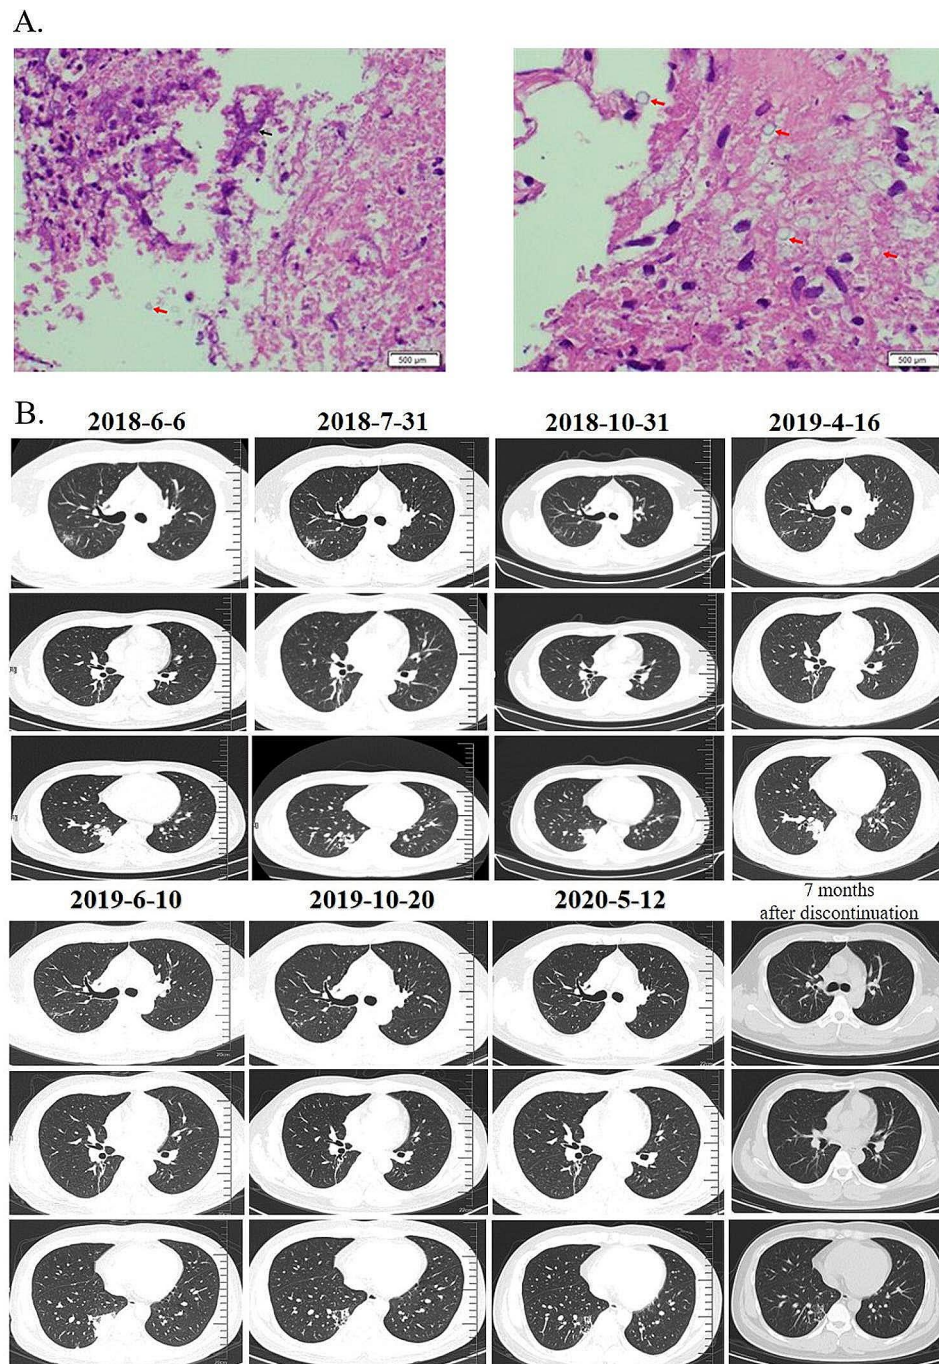 A.
500 µm
500 µm
B.
2018-6-6
2018-7-31
2018-10-31
2019-4-16
2019-6-10
2019-10-20
2020-5-12
7 months
after discontinuation